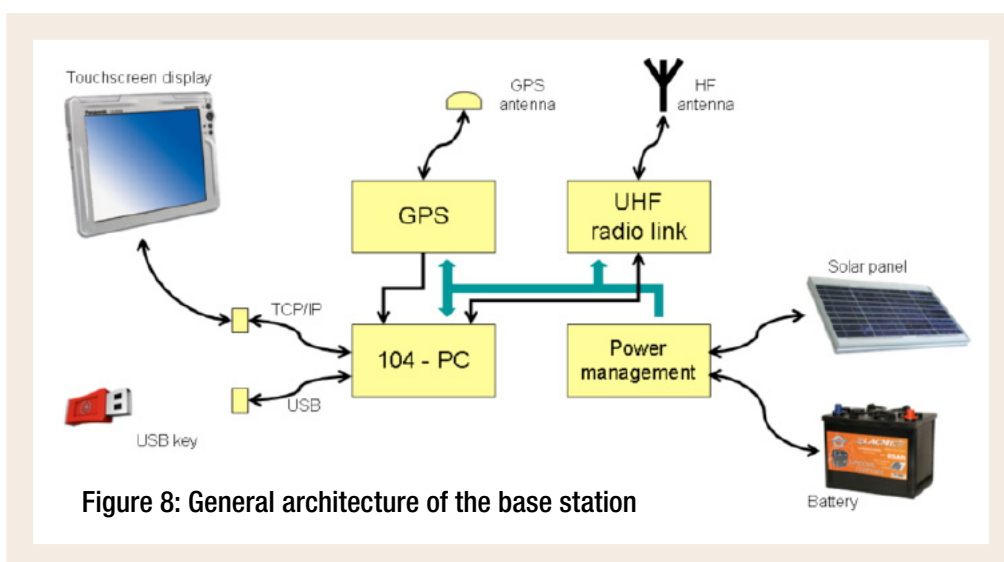 Touchscreen display
GPS
antenna
HF
antenna
Panasonic
GPS
UHF
radio link
Solar panel
TCP/IP
104 - PC
Power
management
USB
USB key
Battery
Figure 8: General architecture of the base station